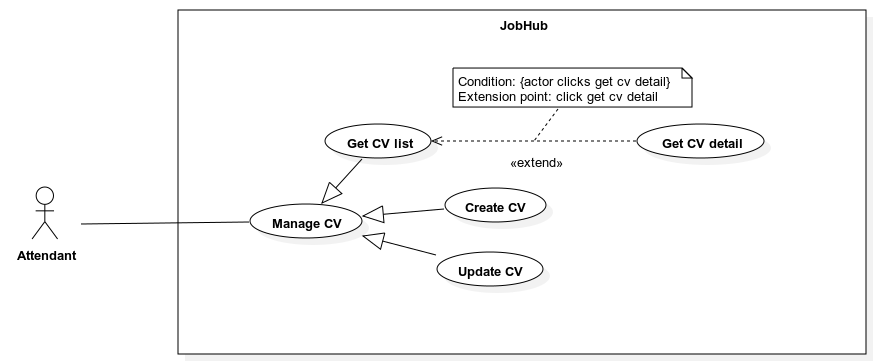 JobHub
Condition: {actor clicks get cv detail}
Extension point: click get cv detail
Get CV list
Get CV detail
«extend»
Create CV
Manage CV
Attendant
Update CV